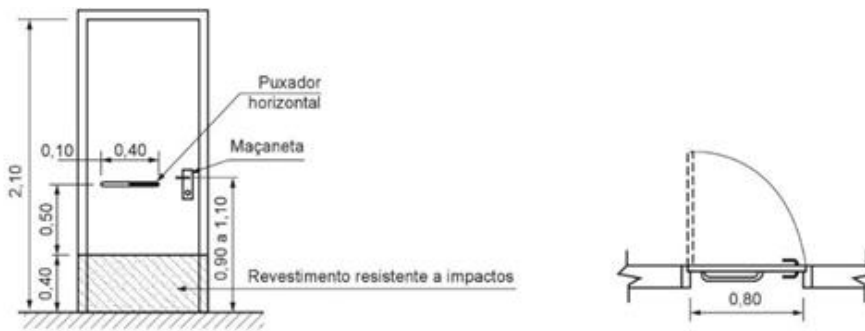 Puxador
horizontal
0,10
0,40
Maçaneta
2,10
0,50
0,90 a 1,10
0,40
Revestimento resistente a impactos
0,80